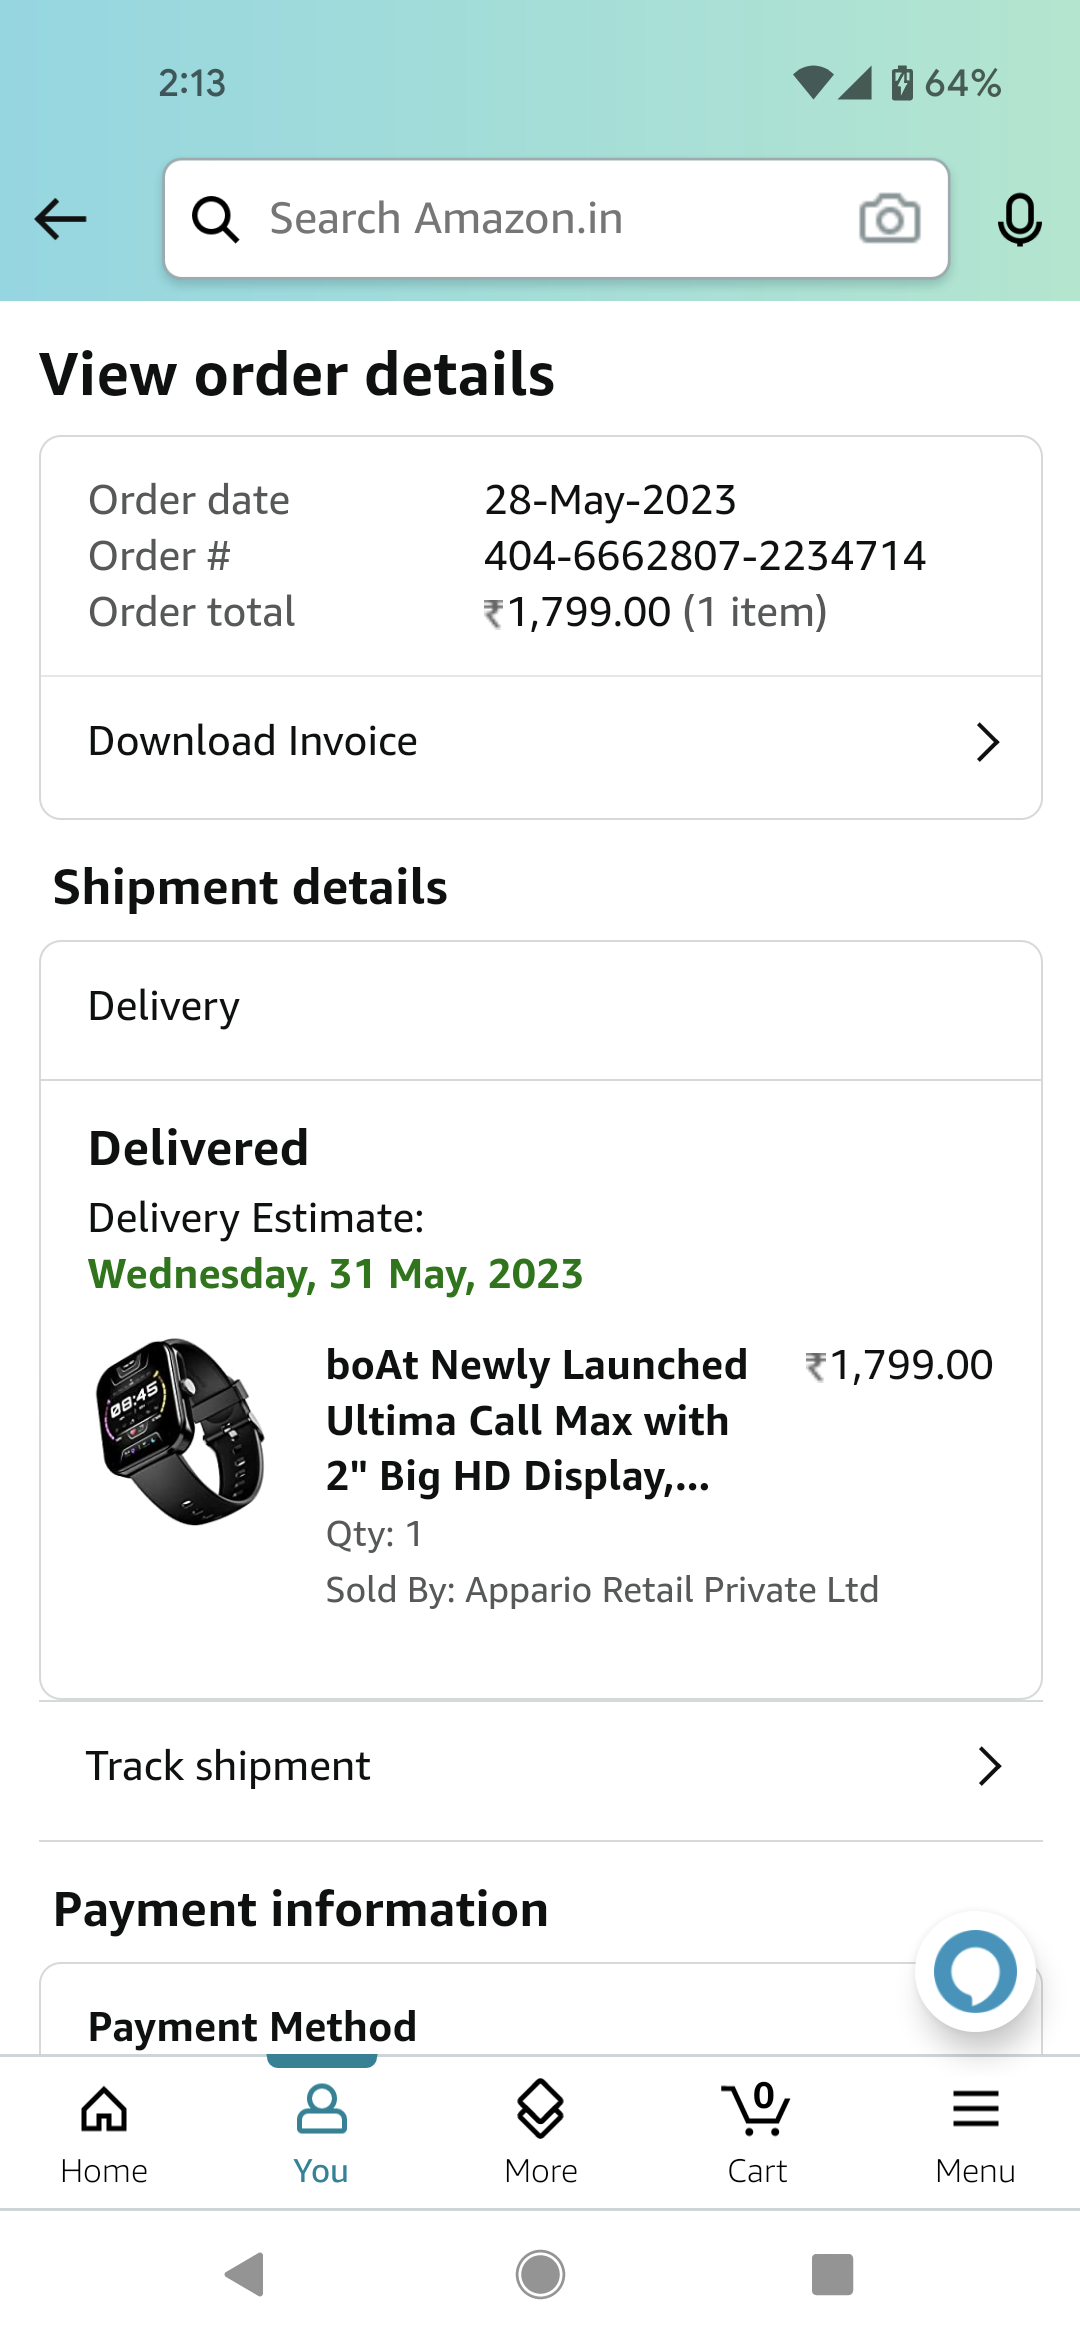 2:13
64%
Search Amazon.in
View order details
Order date 28-May-2023
Order # 404-6662807-2234714
Order total ₹1,799.00 (1 item)
Download Invoice
Shipment details
Delivery
Delivered
Delivery Estimate:
Wednesday, 31 May, 2023
08:45
boAt Newly Launched ₹1,799.00
Ultima Call Max with
2" Big HD Display,...
Qty: 1
Sold By: Appario Retail Private Ltd
Track shipment
Payment information
Payment Method
0
Home You More Cart Menu